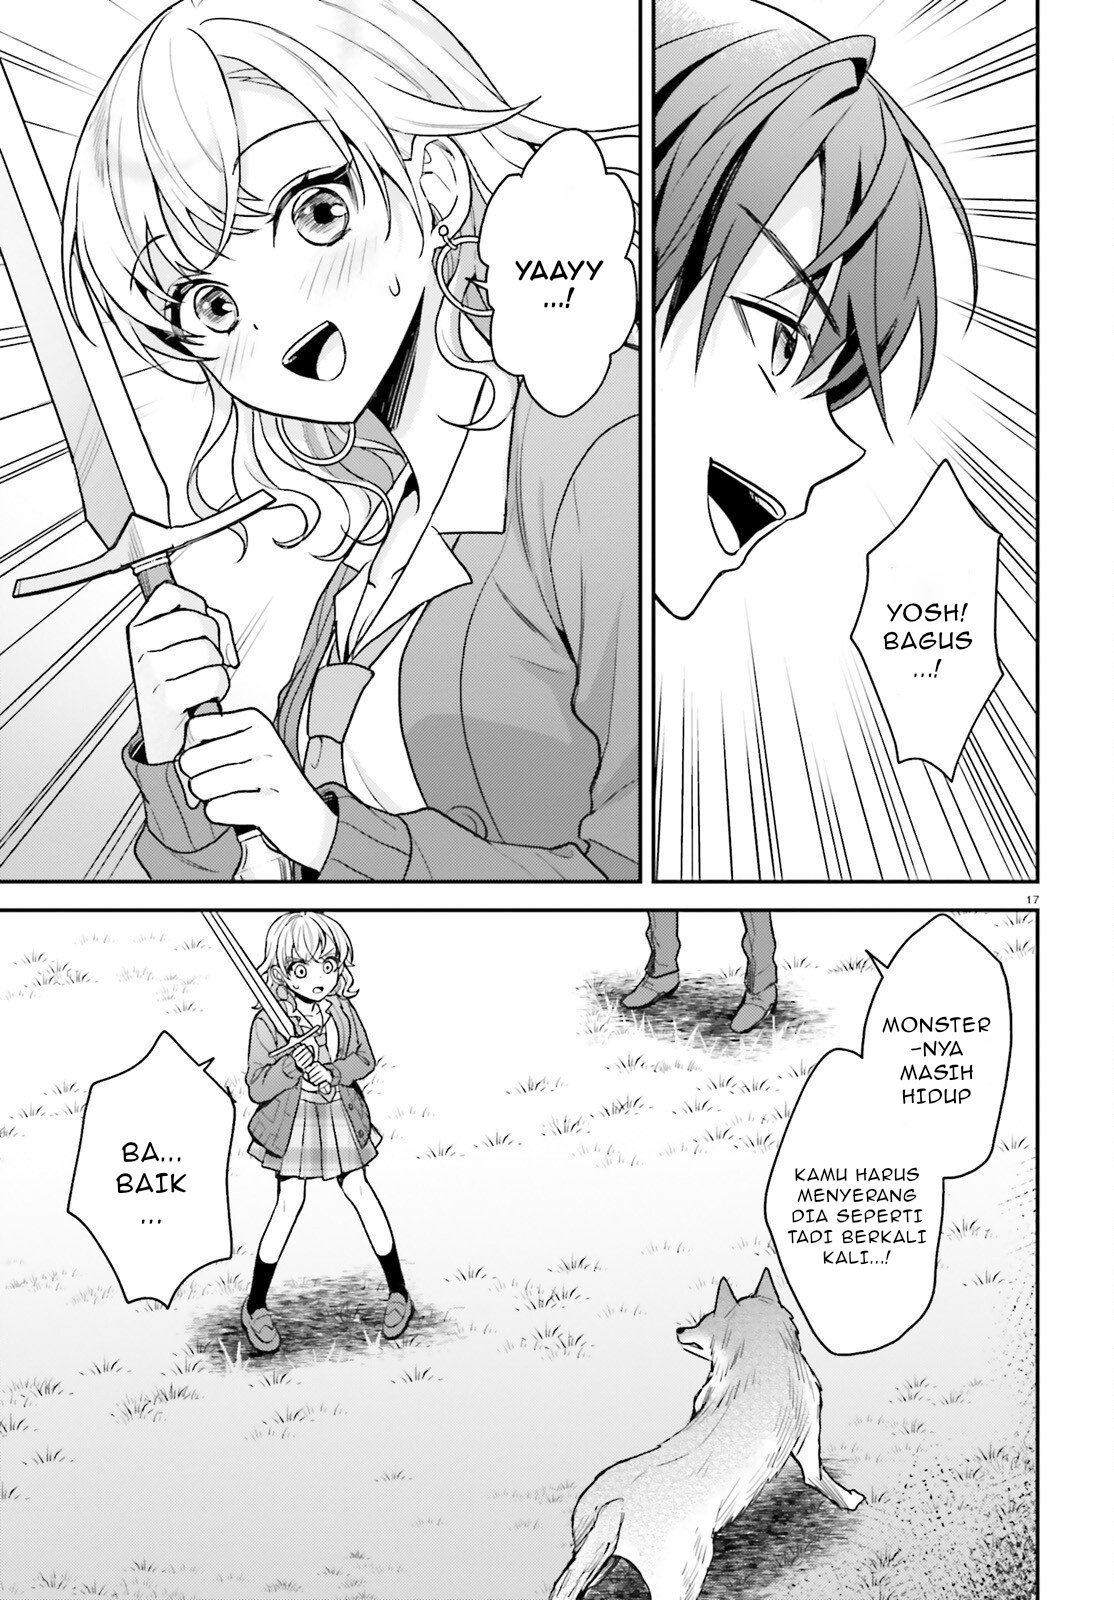 YOSH!
BAGUS
...!
YAAYY
...!
17
MONSTER
-NYA
MASIH
HIDUP
KAMU HARUS
MENYERANG
DIA SEPERTI
TADI BERKALI
KALI...!
BA...
BAIK
...